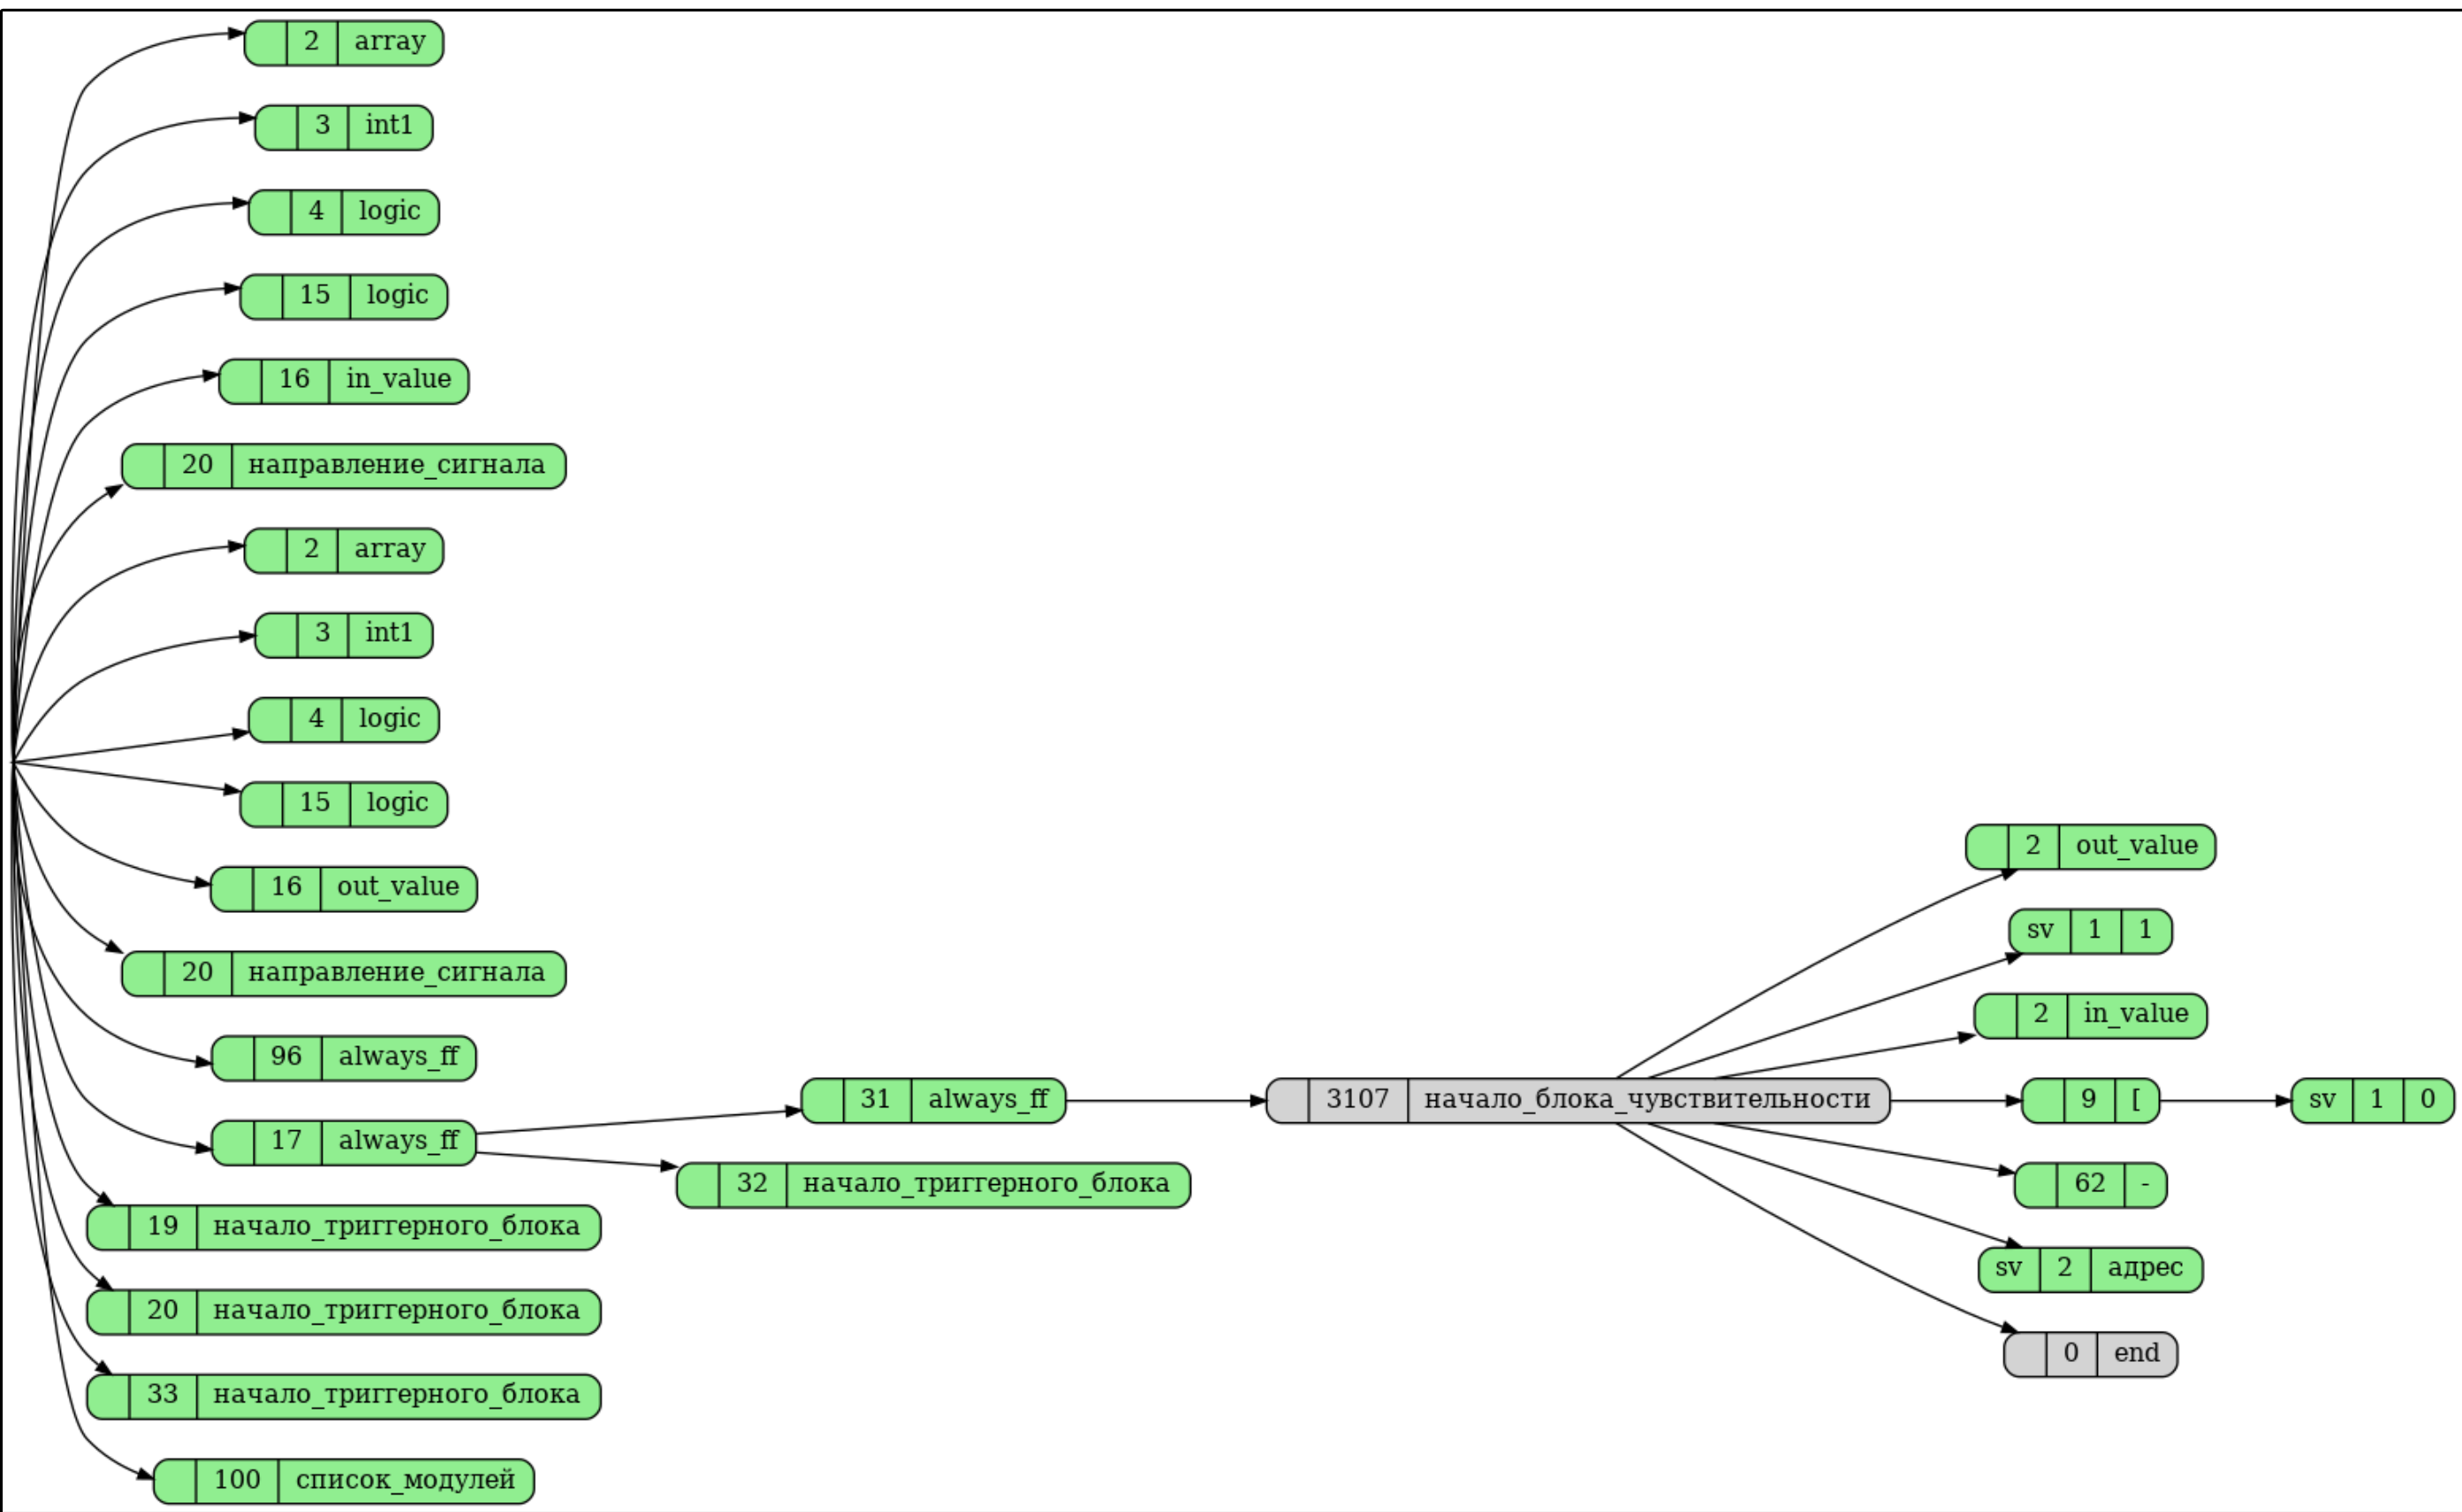 2 array
3 int1
4 logic
15 logic
16 in_value
20 направление_сигнала
2 array
3 int1
4 logic
15 logic
16 out_value
20 направление_сигнала
96 always_ff
17 always_ff
19 начало_триггерного_блока
20 начало_триггерного_блока
33 начало_триггерного_блока
100 список_модулей
31 always_ff
32 начало_триггерного_блока
3107 начало_блока_чувствительности
2 out_value
sv 1 1
2 in_value
9 [
62 -
sv 2 адрес
0 end
sv 1 0